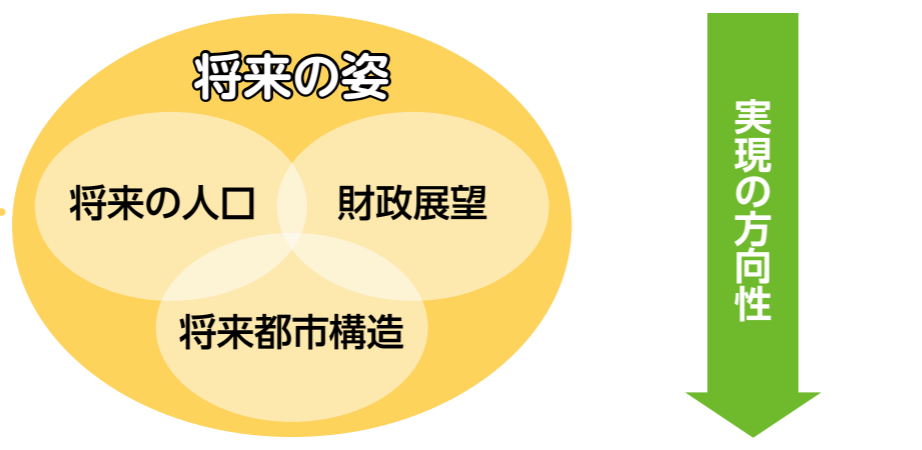 将来の姿
将来の人口
財政展望
将来都市構造
実現の方向性